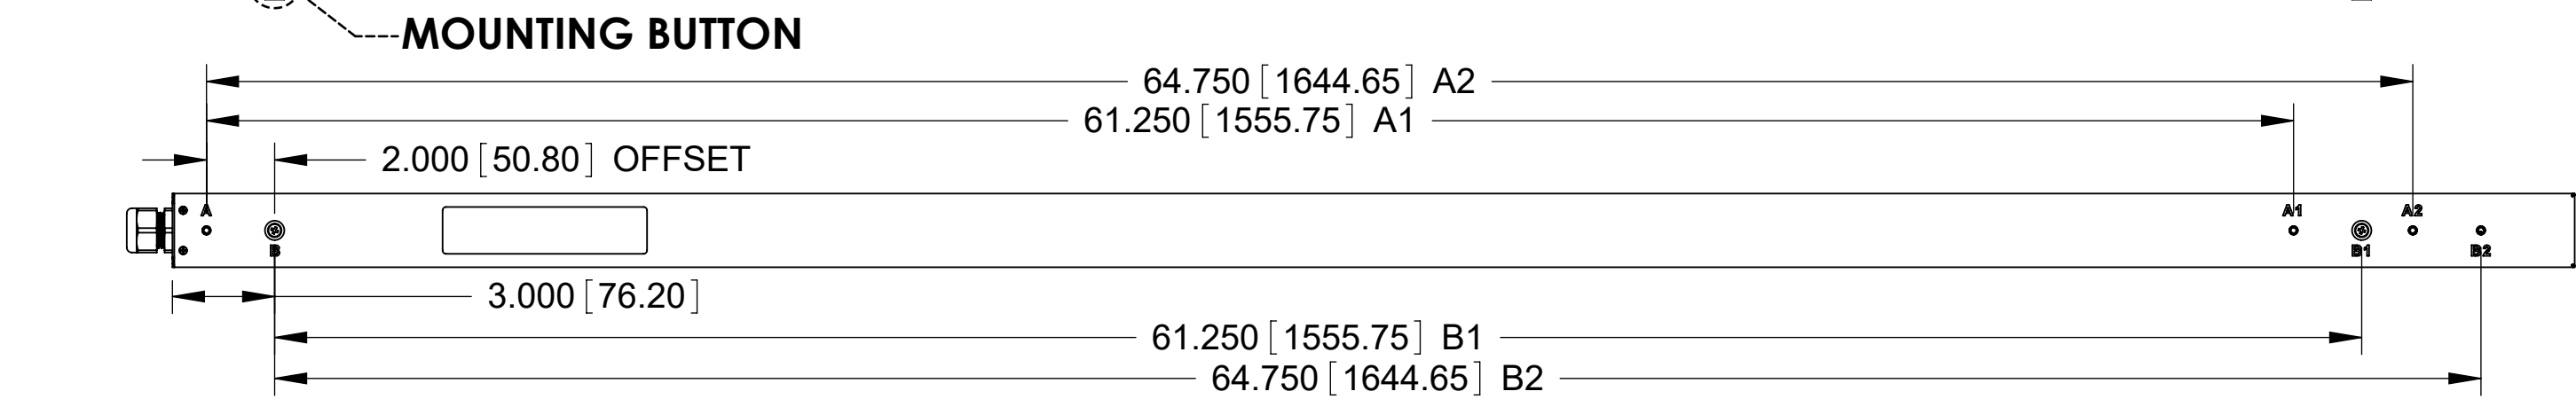 MOUNTING BUTTON
64.750 [1644.65] A2
61.250 [1555.75] A1
2.000 [50.80] OFFSET
A A1 A2
B B1 B2
3.000 [76.20]
61.250 [1555.75] B1
64.750 [1644.65] B2